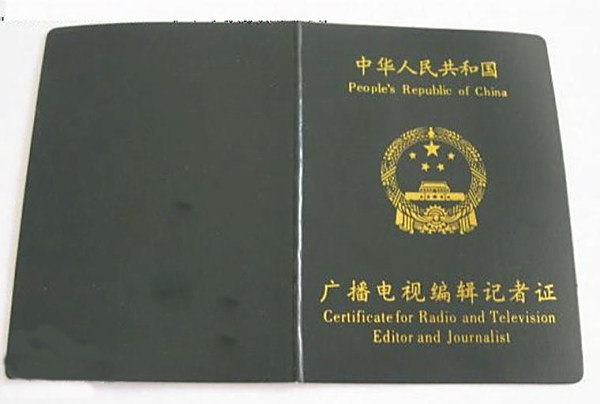 中华人民共和国
People's Republic of China
广播电视编辑记者证
Certificate for Radio and Television
Editor and Journalist